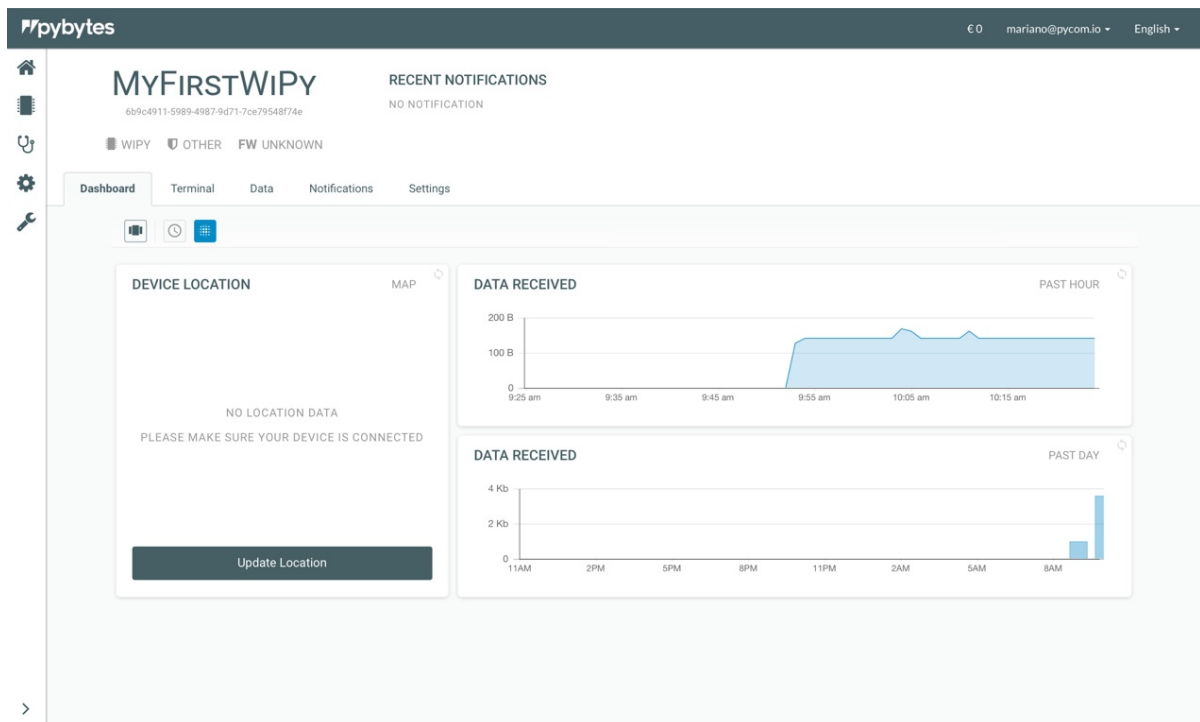 pybytes
€ 0 mariano@pycom.io English
MyFirstWiPy
6b9c4911-5989-4987-9d71-7ce79548f74e
WIPY OTHER FW UNKNOWN
RECENT NOTIFICATIONS
NO NOTIFICATION
Dashboard Terminal Data Notifications Settings
DEVICE LOCATION MAP
NO LOCATION DATA
PLEASE MAKE SURE YOUR DEVICE IS CONNECTED
Update Location
DATA RECEIVED PAST HOUR
200 B
100 B
0
9:25 am 9:35 am 9:45 am 9:55 am 10:05 am 10:15 am
DATA RECEIVED PAST DAY
4 Kb
2 Kb
0
11AM 2PM 5PM 8PM 11PM 2AM 5AM 8AM